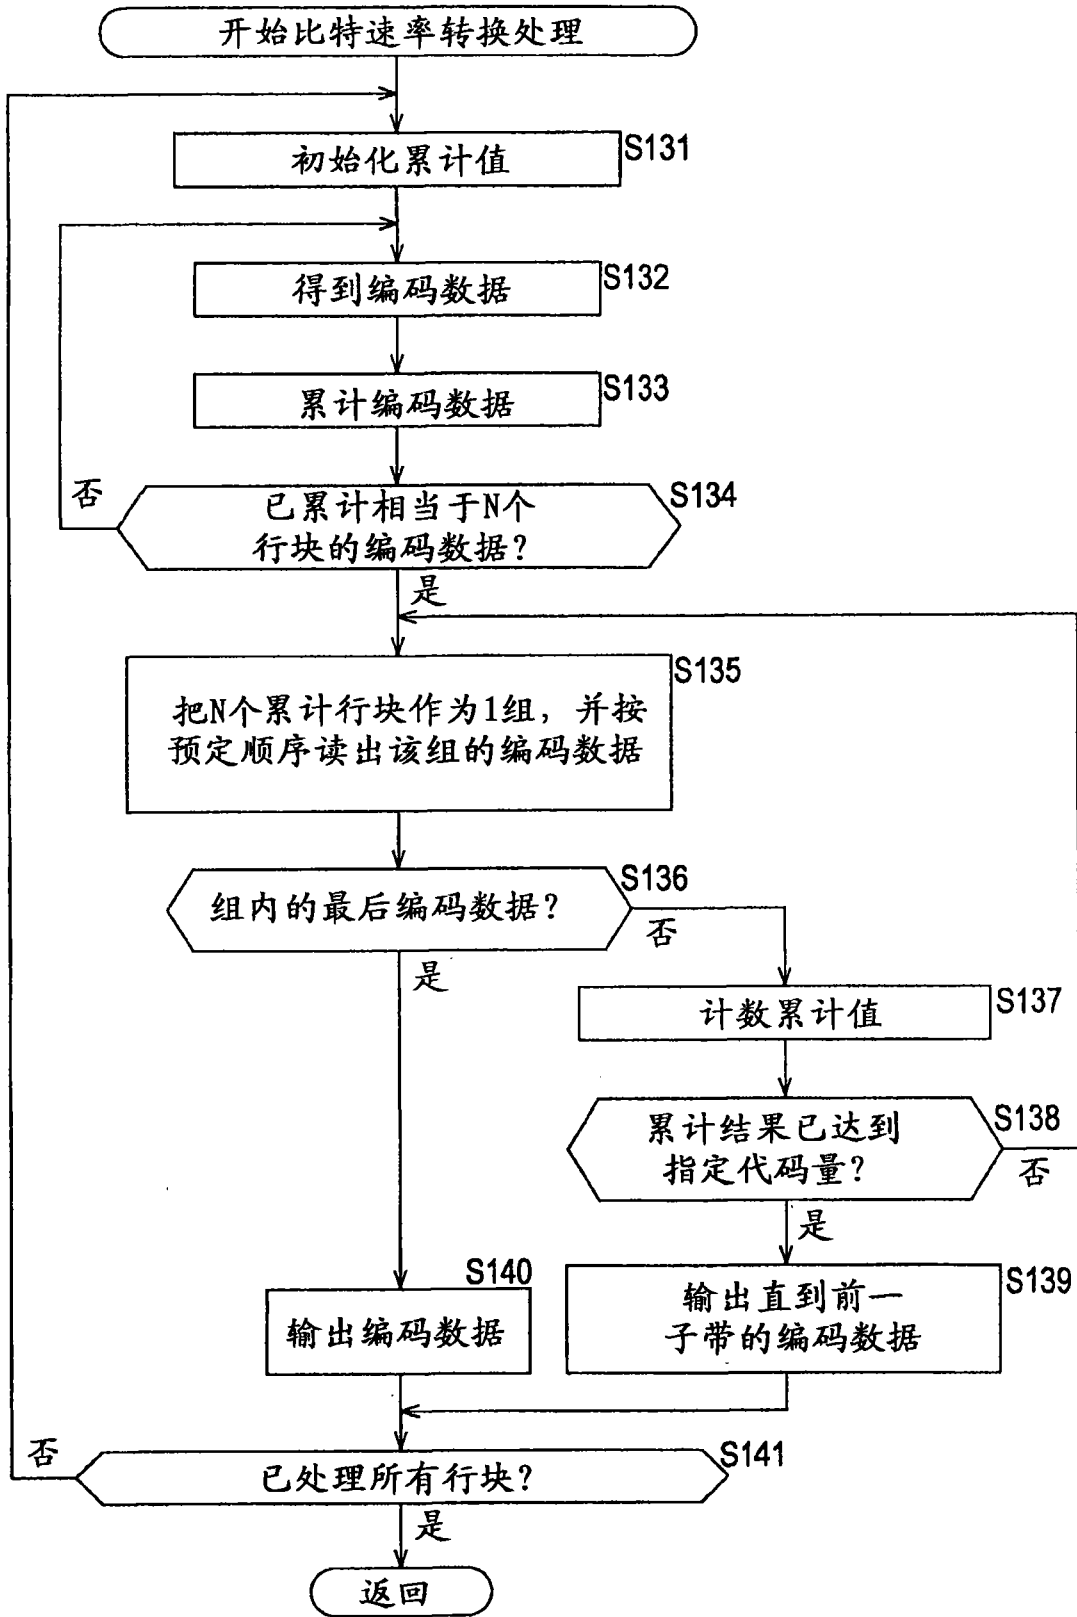 开始比特速率转换处理
初始化累计值
S131
得到编码数据
S132
累计编码数据
S133
否
已累计相当于N个
行块的编码数据?
S134
是
把N个累计行块作为1组，并按
预定顺序读出该组的编码数据
S135
组内的最后编码数据?
S136
否
是
计数累计值
S137
累计结果已达到
指定代码量?
S138
否
是
S140
输出编码数据
输出直到前一
子带的编码数据
S139
否
已处理所有行块?
S141
是
返回